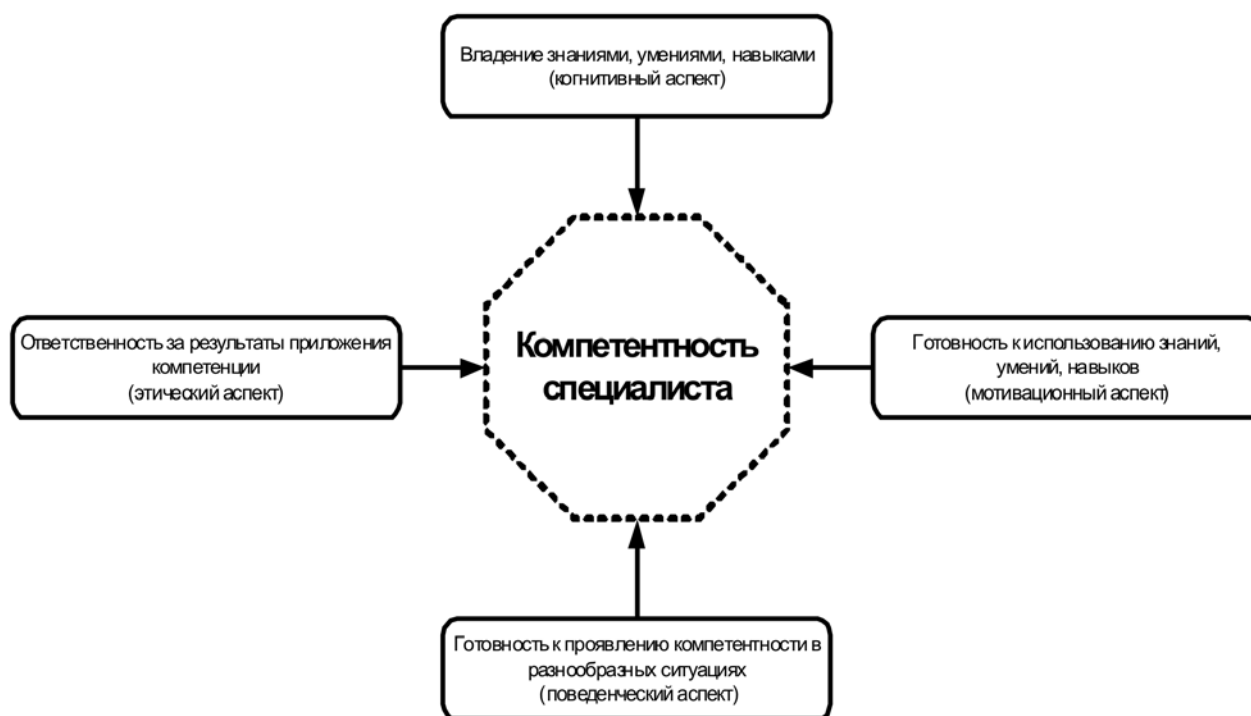 Владение знаниями, умениями, навыками
(когнитивный аспект)
Ответственность за результаты приложения
компетенции
(этический аспект)
Компетентность
специалиста
Готовность к использованию знаний,
умений, навыков
(мотивационный аспект)
Готовность к проявлению компетентности в
разнообразных ситуациях
(поведенческий аспект)